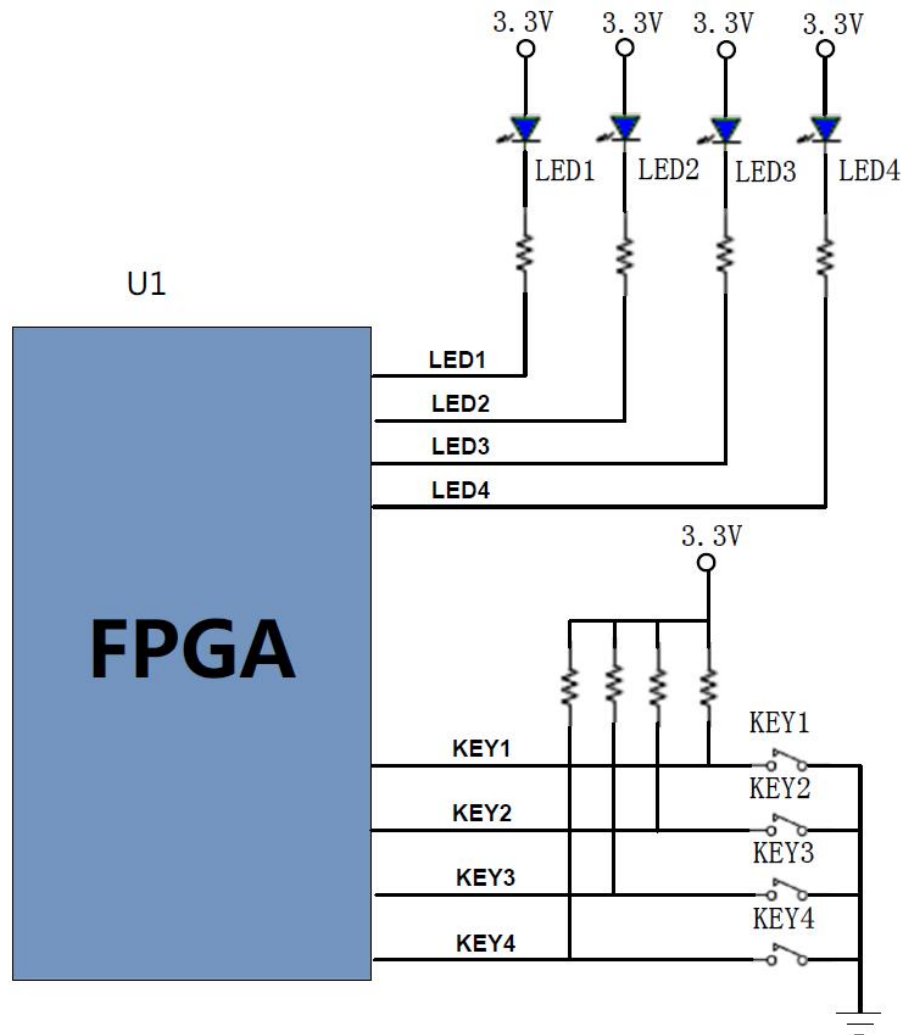 3.3V 3.3V 3.3V 3.3V
LED1 LED2 LED3 LED4
U1
LED1
LED2
LED3
LED4
3.3V
FPGA
KEY1
KEY1
KEY2
KEY2
KEY3
KEY3
KEY4
KEY4